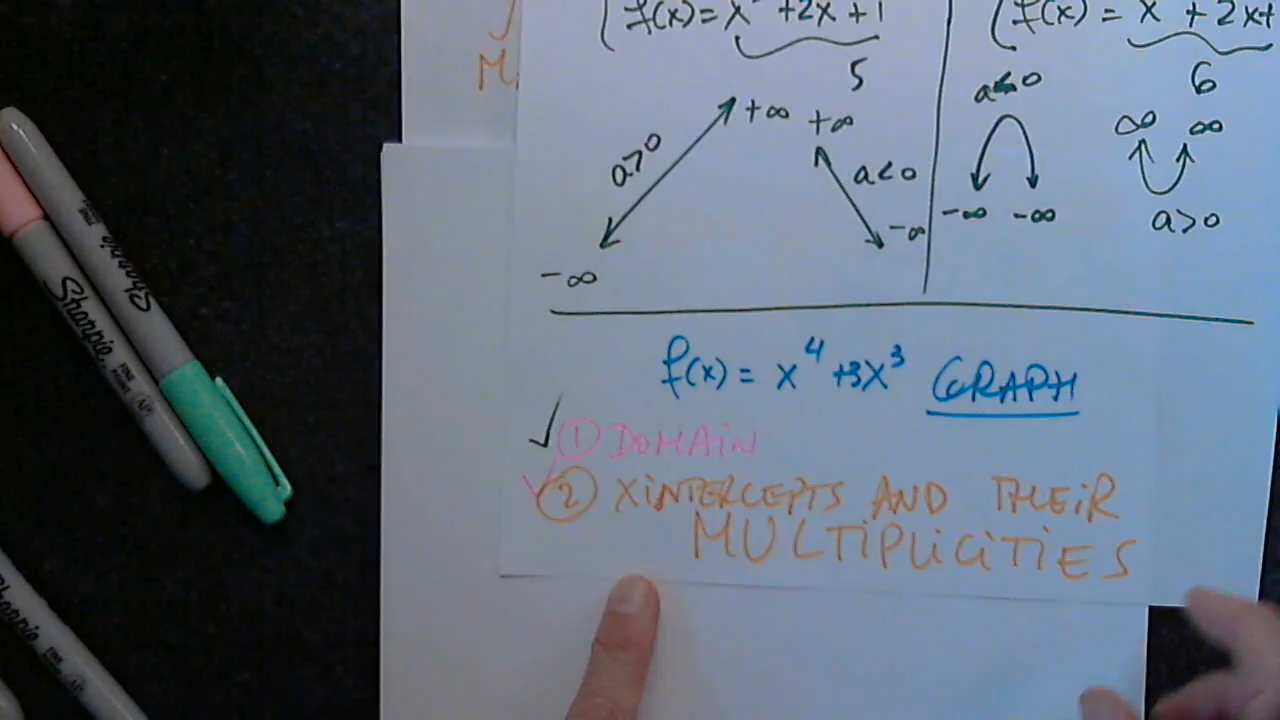 f(x) = x +2x+1
f(x) = x + 2x+
M
5
6
a<0
+∞
+∞
∞
∞
a>0
a<0
-∞
-∞
-∞
-∞
a>0
f(x) = x⁴ +3x³ GRAPH
✓ ① DOMAIN
✓ ② XINTERCEPTS AND THEIR
MULTIPLICITIES
Sharpie
Sharpie
Sharpie